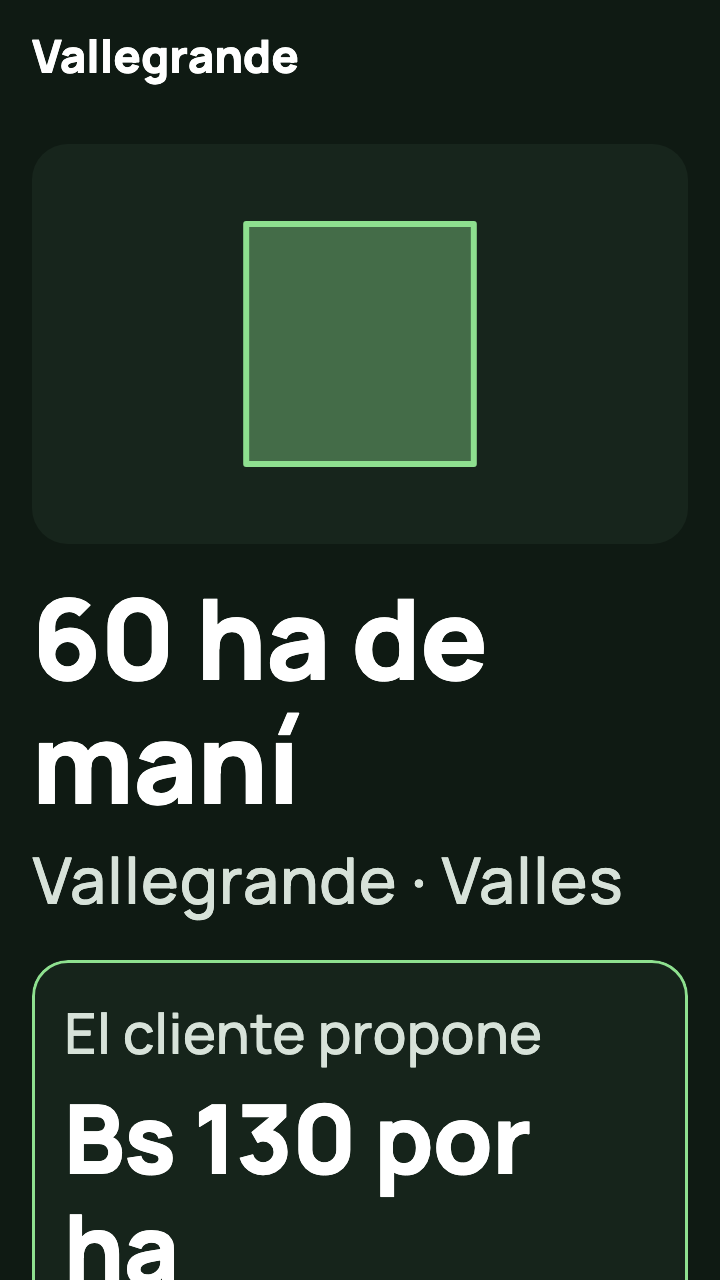 Vallegrande
60 ha de
maní
Vallegrande · Valles
El cliente propone
Bs 130 por
ha